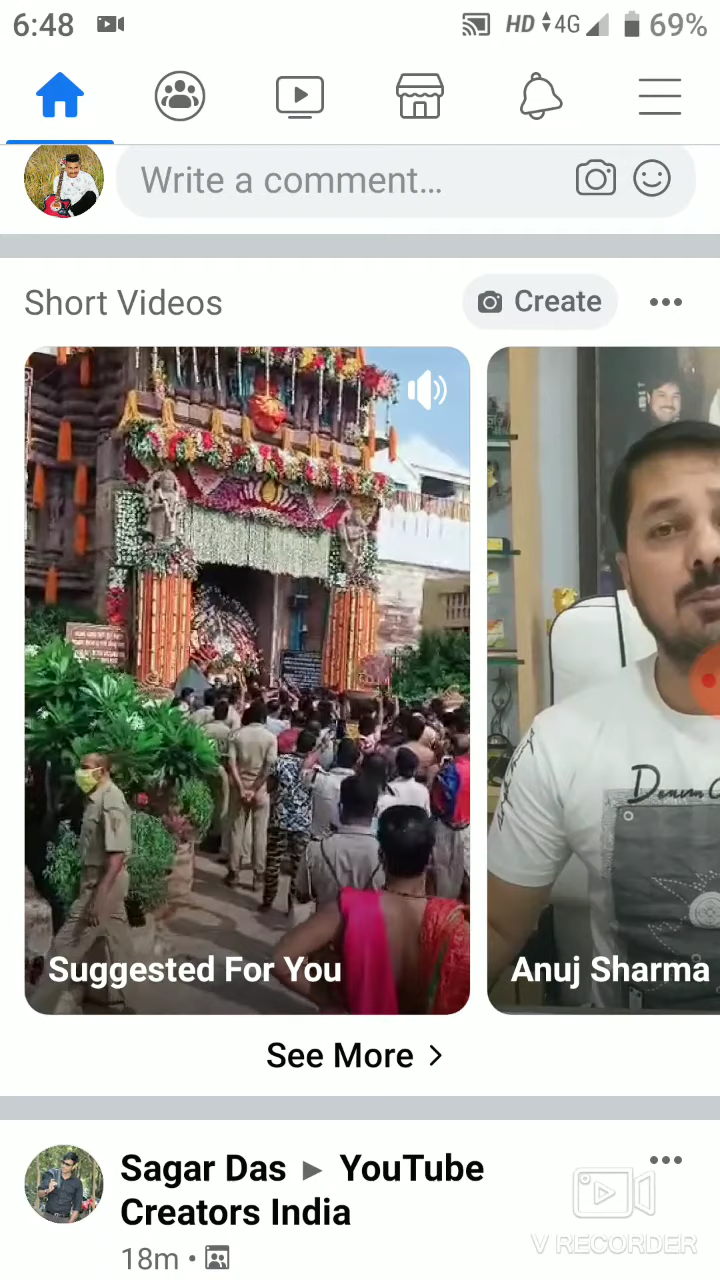 6:48 HD 4G 69%
Write a comment...
Short Videos Create
Suggested For You
Anuj Sharma
See More
Sagar Das ▶ YouTube
Creators India
18m •
V RECORDER